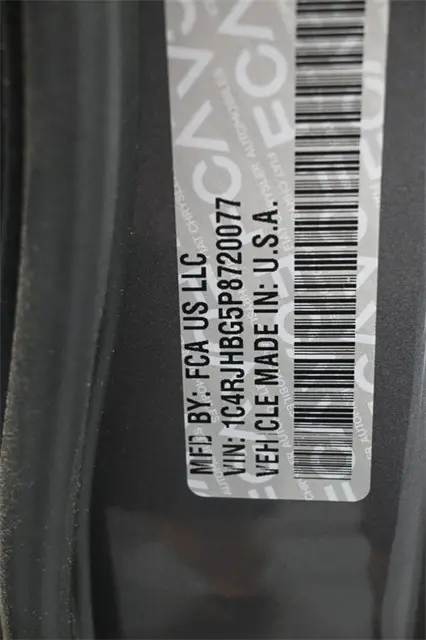 MFD BY: FCA US LLC
VIN: 1C4RJHBG5P8720077
VEHICLE MADE IN: U.S.A.